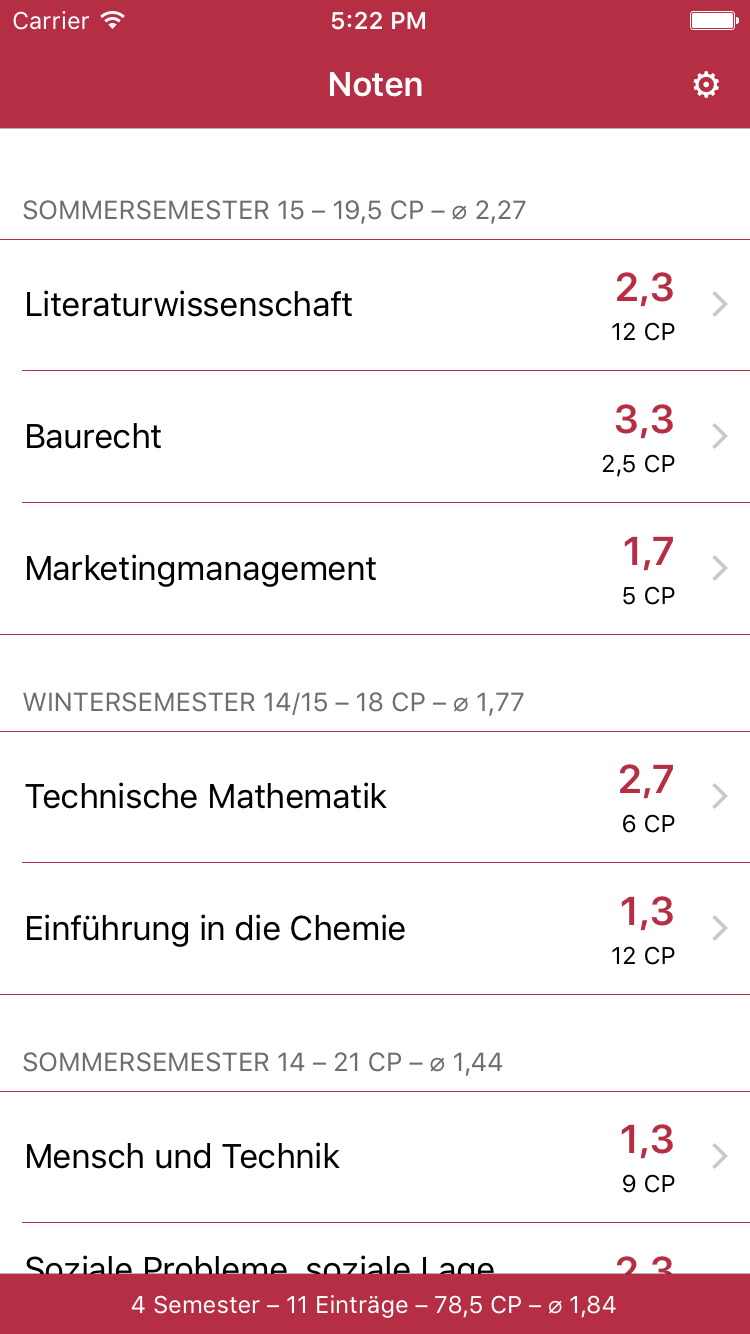 Carrier 5:22 PM
Noten
SOMMERSEMESTER 15 – 19,5 CP – ⌀ 2,27
Literaturwissenschaft 2,3
12 CP
Baurecht 3,3
2,5 CP
Marketingmanagement 1,7
5 CP
WINTERSEMESTER 14/15 – 18 CP – ⌀ 1,77
Technische Mathematik 2,7
6 CP
Einführung in die Chemie 1,3
12 CP
SOMMERSEMESTER 14 – 21 CP – ⌀ 1,44
Mensch und Technik 1,3
9 CP
Soziale Probleme, soziale Lage 2,3
4 Semester – 11 Einträge – 78,5 CP – ⌀ 1,84